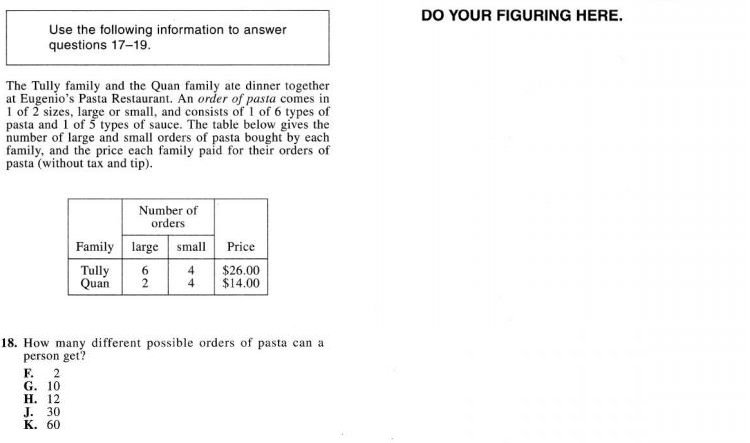 DO YOUR FIGURING HERE.
Use the following information to answer
questions 17–19.
The Tully family and the Quan family ate dinner together
at Eugenio's Pasta Restaurant. An order of pasta comes in
1 of 2 sizes, large or small, and consists of 1 of 6 types of
pasta and 1 of 5 types of sauce. The table below gives the
number of large and small orders of pasta bought by each
family, and the price each family paid for their orders of
pasta (without tax and tip).
Number of
orders
Family large small Price
Tully 6 4 $26.00
Quan 2 4 $14.00
18. How many different possible orders of pasta can a
person get?
F. 2
G. 10
H. 12
J. 30
K. 60